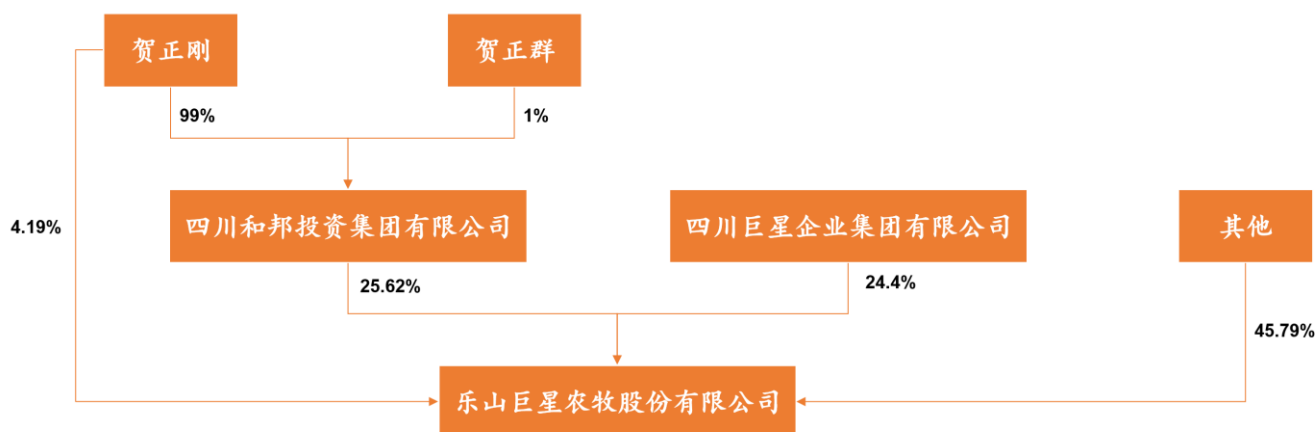 贺正刚
贺正群
99%
1%
四川和邦投资集团有限公司
四川巨星企业集团有限公司
其他
4.19%
25.62%
24.4%
45.79%
乐山巨星农牧股份有限公司